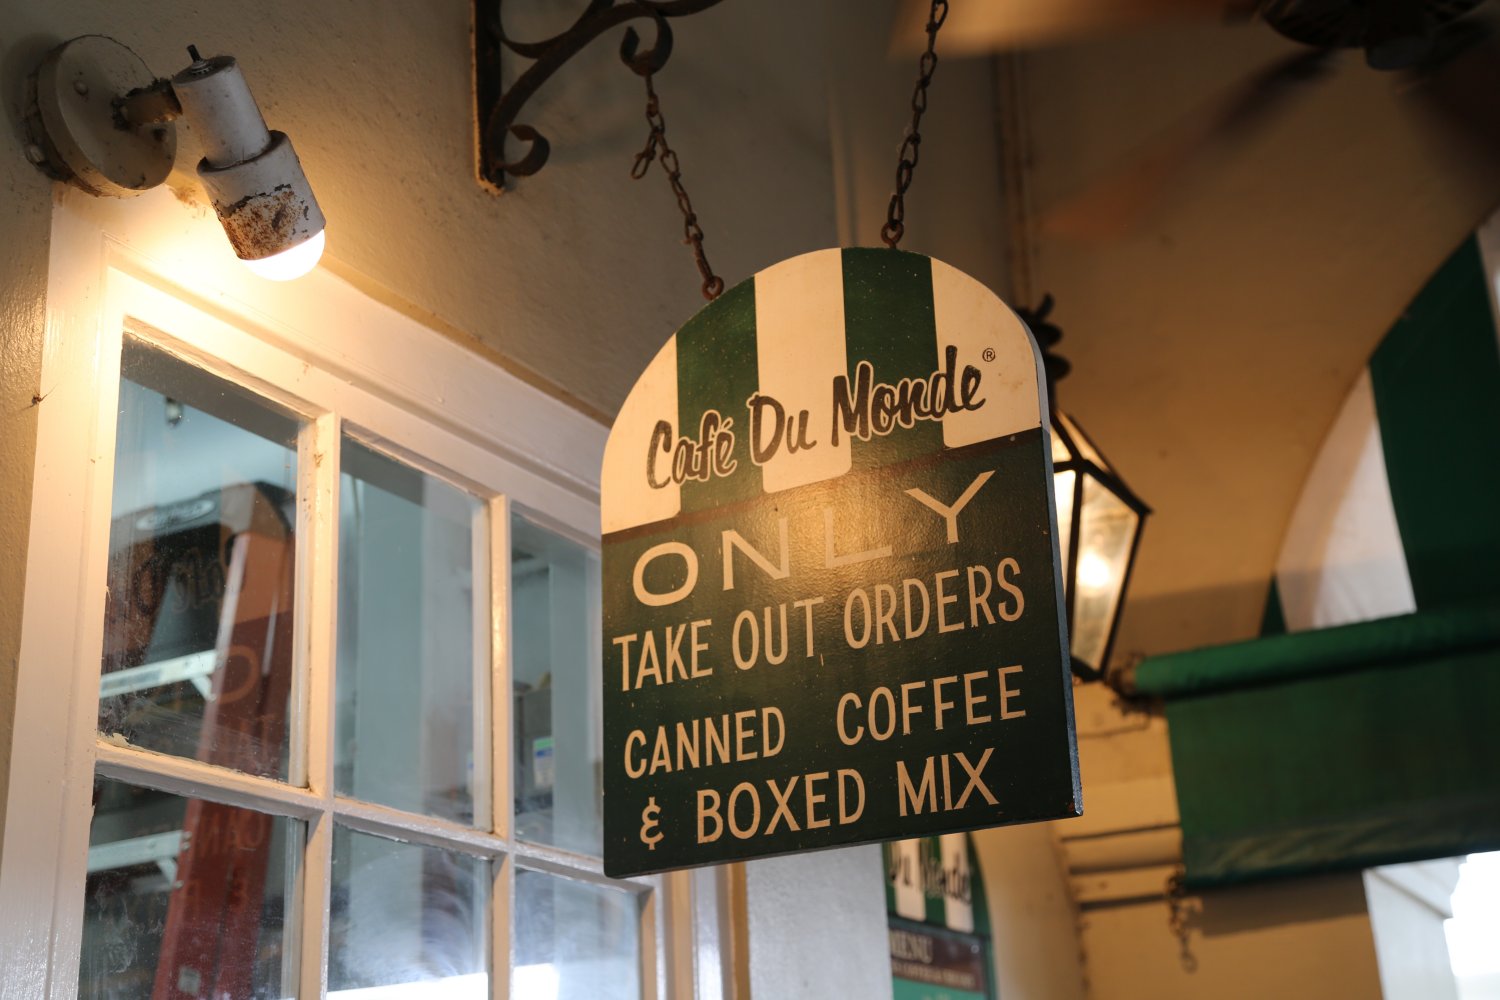 Café Du Monde®
ONLY
TAKE OUT ORDERS
CANNED COFFEE
& BOXED MIX
Du Monde
MENU